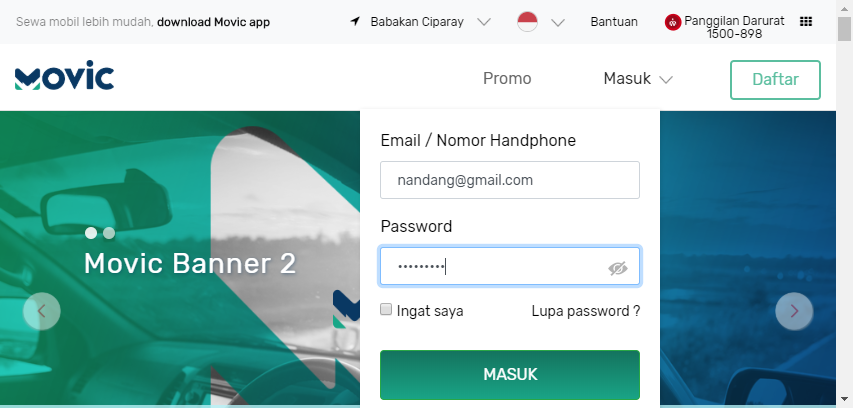 Sewa mobil lebih mudah, download Movic app
Babakan Ciparay
Bantuan
Panggilan Darurat
1500-898
MOVIC
Promo
Masuk
Daftar
Email / Nomor Handphone
nandang@gmail.com
Password
•••••••••
Ingat saya
Lupa password ?
MASUK
Movic Banner 2